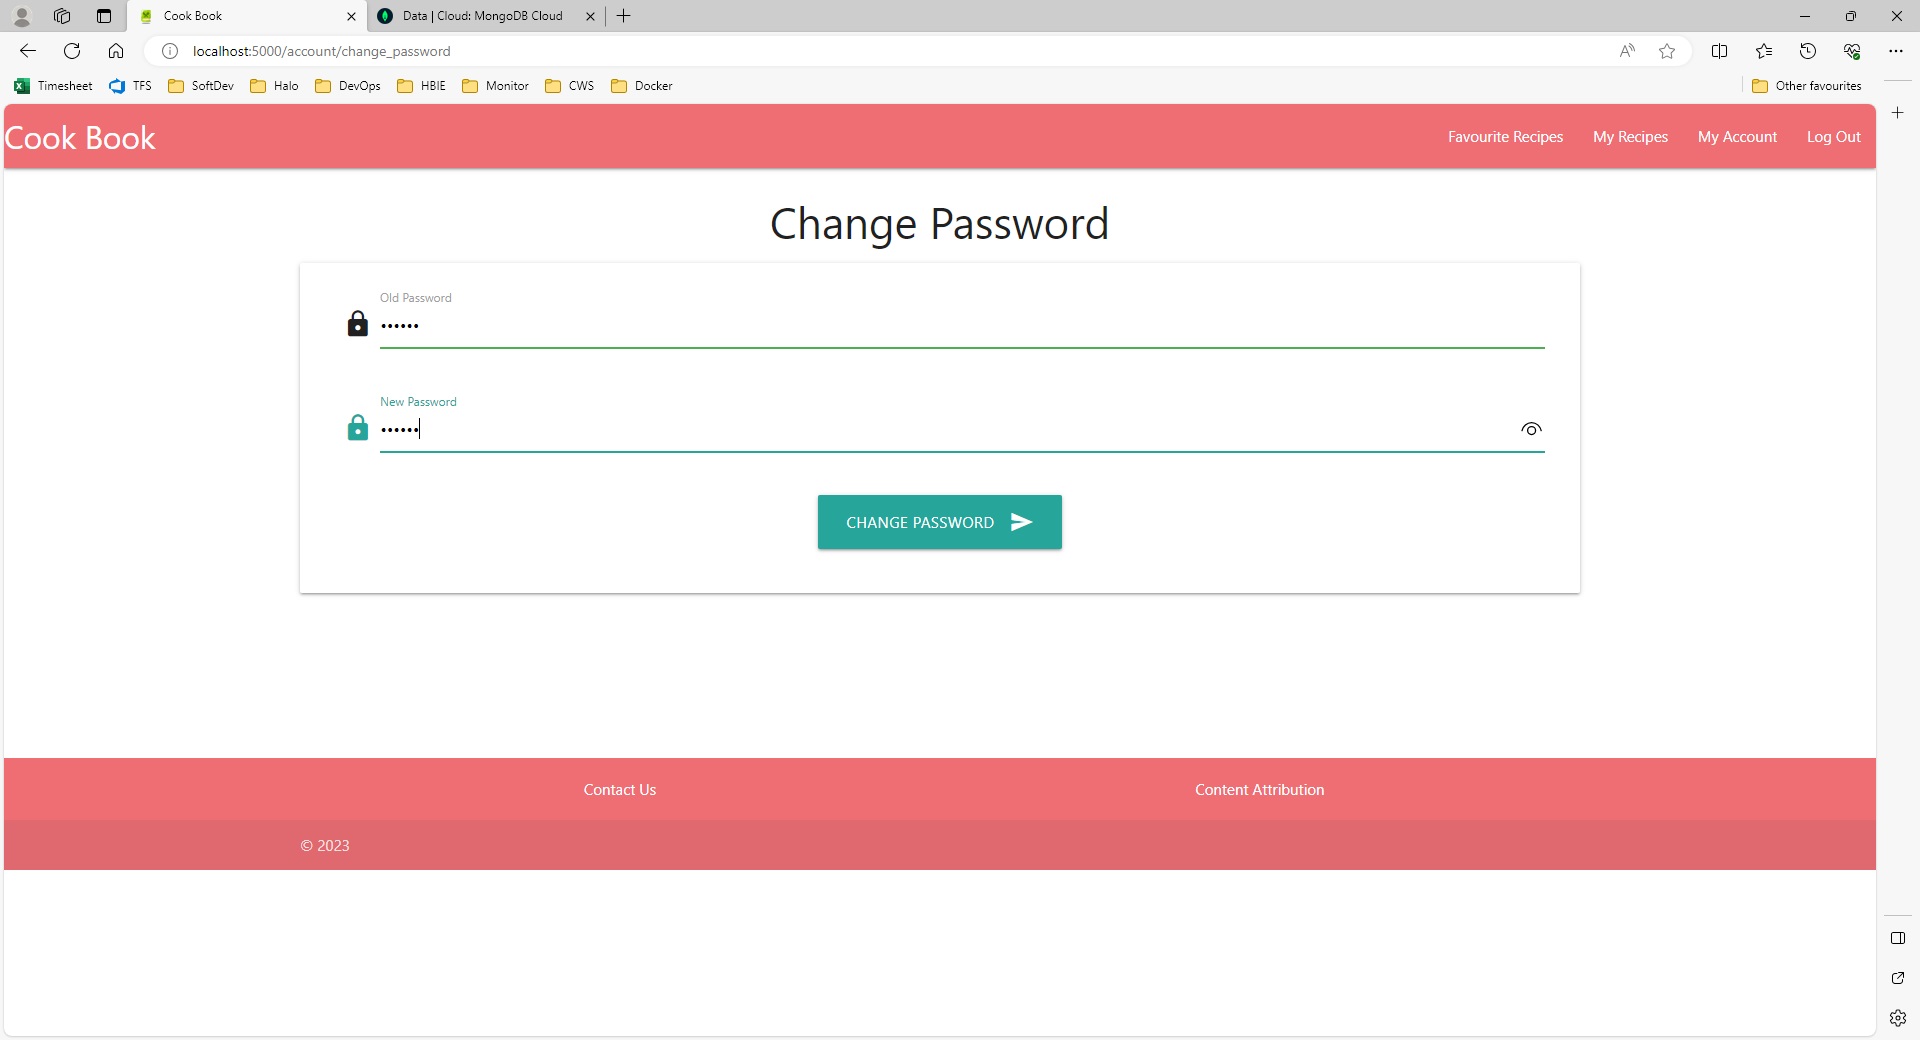 Cook Book
Data | Cloud: MongoDB Cloud
localhost:5000/account/change_password
Timesheet
TFS
SoftDev
Halo
DevOps
HBIE
Monitor
CWS
Docker
Other favourites
Cook Book
Favourite Recipes
My Recipes
My Account
Log Out
Change Password
Old Password
••••••
New Password
••••••
CHANGE PASSWORD
Contact Us
Content Attribution
© 2023